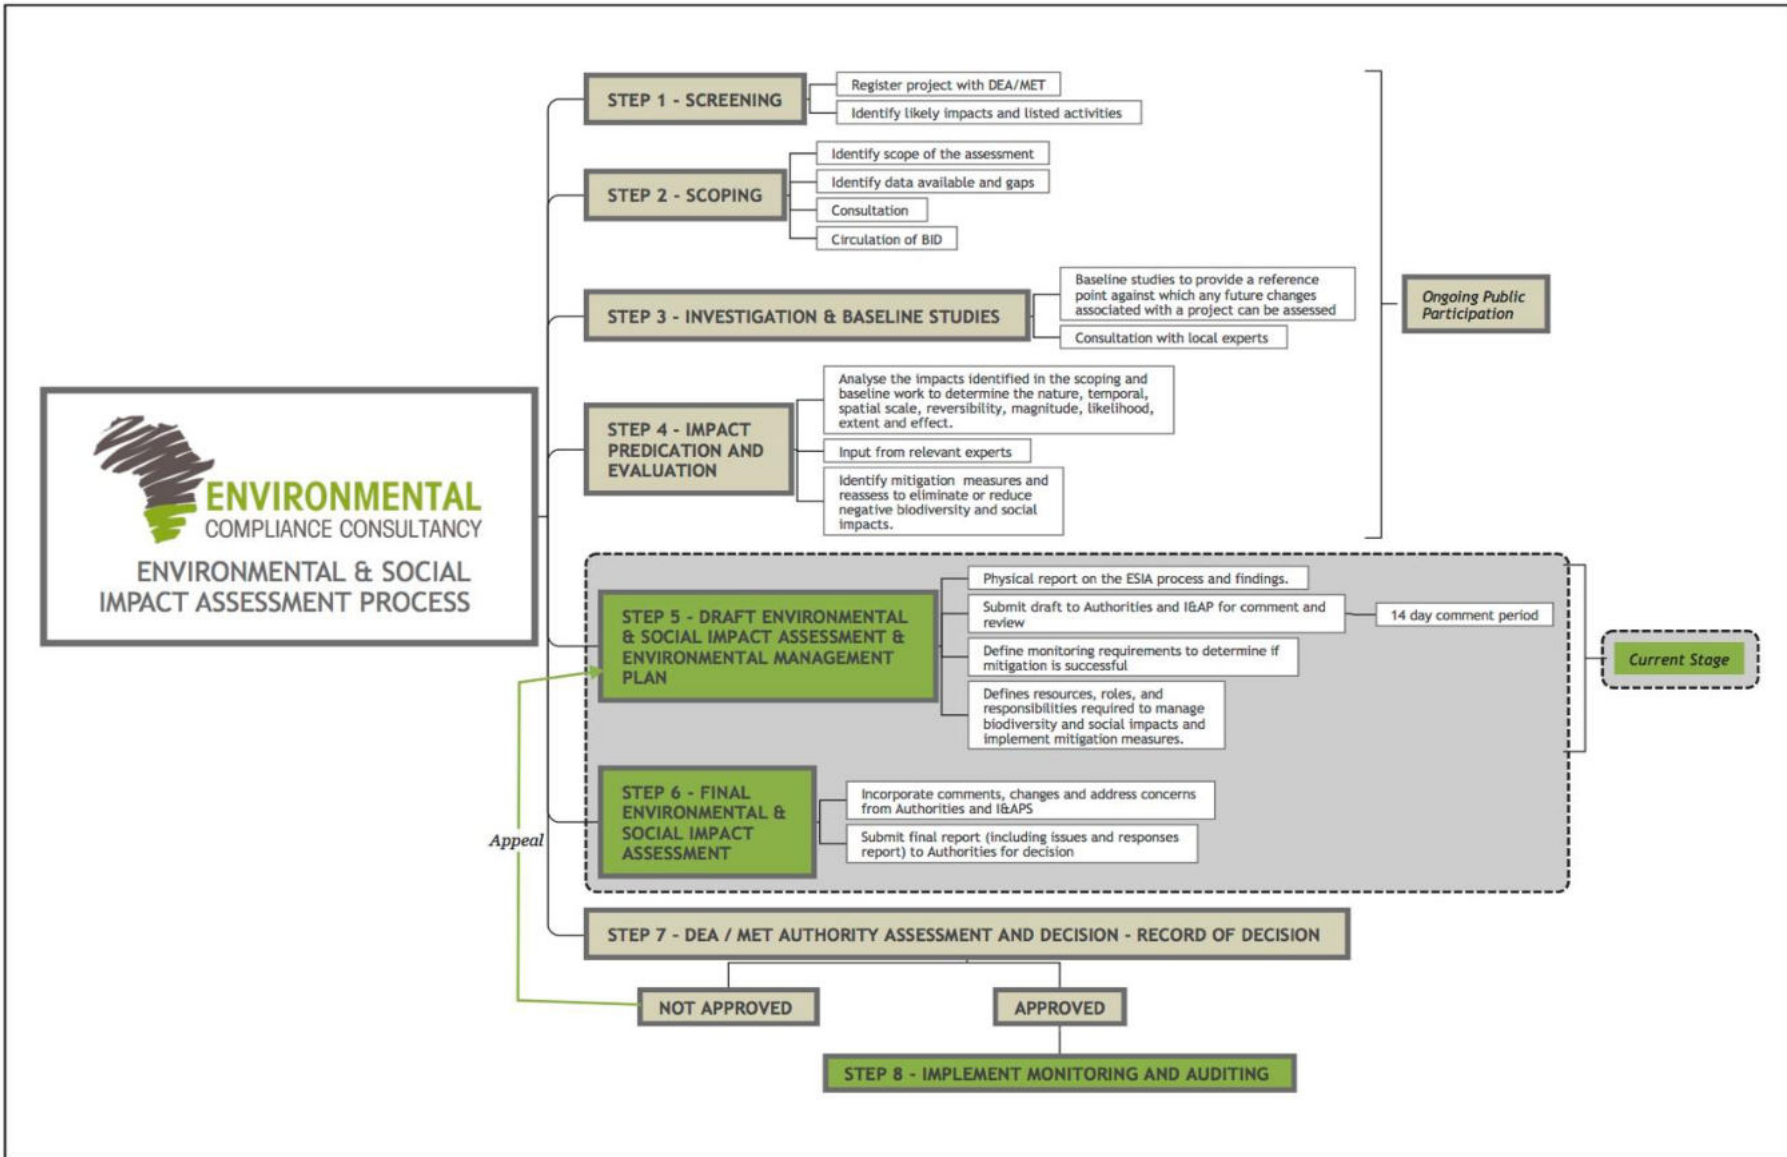 STEP 1 - SCREENING
Register project with DEA/MET
Identify likely impacts and listed activities
STEP 2 - SCOPING
Identify scope of the assessment
Identify data available and gaps
Consultation
Circulation of BID
STEP 3 - INVESTIGATION & BASELINE STUDIES
Baseline studies to provide a reference
point against which any future changes
associated with a project can be assessed
Consultation with local experts
Ongoing Public
Participation
STEP 4 - IMPACT
PREDICATION AND
EVALUATION
Analyse the impacts identified in the scoping and
baseline work to determine the nature, temporal,
spatial scale, reversibility, magnitude, likelihood,
extent and effect.
Input from relevant experts
Identify mitigation measures and
reassess to eliminate or reduce
negative biodiversity and social
impacts.
ENVIRONMENTAL
COMPLIANCE CONSULTANCY
ENVIRONMENTAL & SOCIAL
IMPACT ASSESSMENT PROCESS
STEP 5 - DRAFT ENVIRONMENTAL
& SOCIAL IMPACT ASSESSMENT &
ENVIRONMENTAL MANAGEMENT
PLAN
Physical report on the ESIA process and findings.
Submit draft to Authorities and I&AP for comment and
review
14 day comment period
Define monitoring requirements to determine if
mitigation is successful
Defines resources, roles, and
responsibilities required to manage
biodiversity and social impacts and
implement mitigation measures.
Current Stage
STEP 6 - FINAL
ENVIRONMENTAL &
SOCIAL IMPACT
ASSESSMENT
Incorporate comments, changes and address concerns
from Authorities and I&APS
Submit final report (including issues and responses
report) to Authorities for decision
Appeal
STEP 7 - DEA / MET AUTHORITY ASSESSMENT AND DECISION - RECORD OF DECISION
NOT APPROVED
APPROVED
STEP 8 - IMPLEMENT MONITORING AND AUDITING